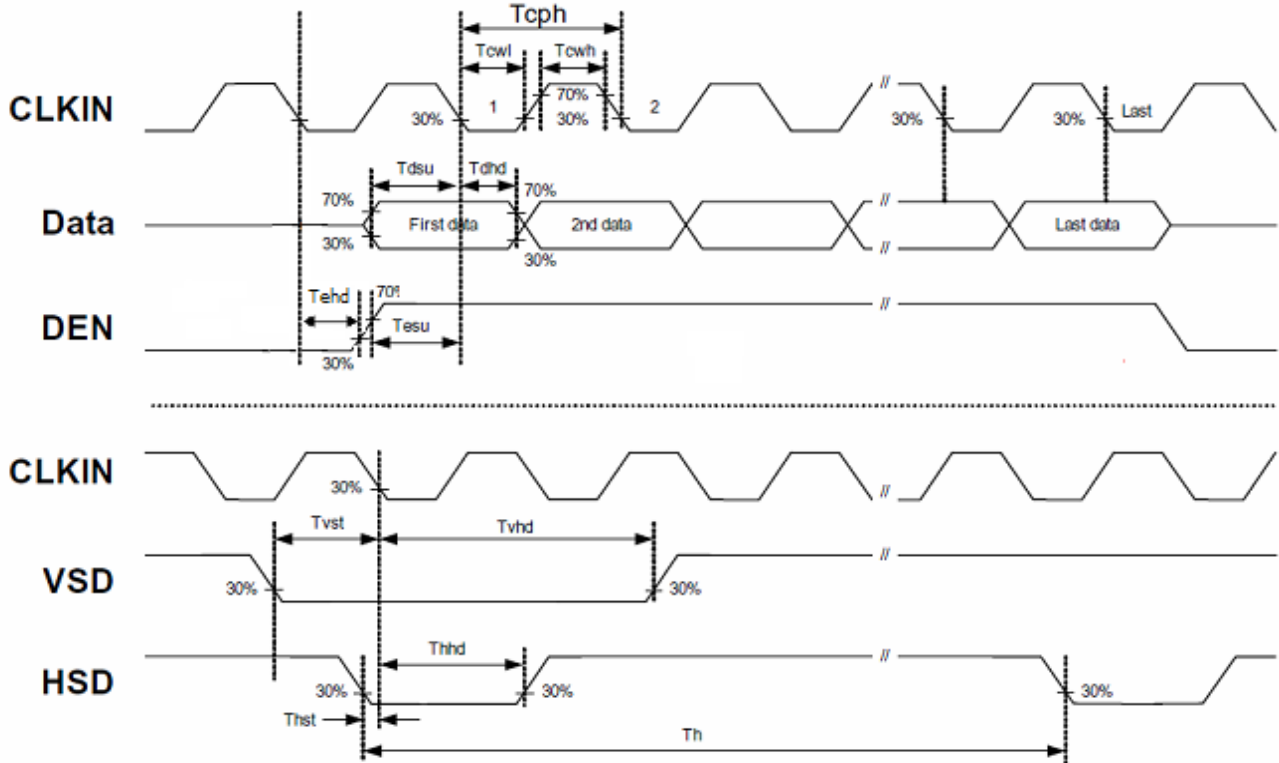 Tcph
Tcwl Tcwh
CLKIN 30% 1 70% 30% 2 // 30% 30% Last
Tdsu Tdhd
70% 70%
Data First data 2nd data // Last data
30% 30%
//
Tehd 70%
DEN Tesu //
30%
CLKIN 30% //
Tvst Tvhd
VSD 30% 30% //
Thhd
HSD 30% 30% // 30%
Thst
Th